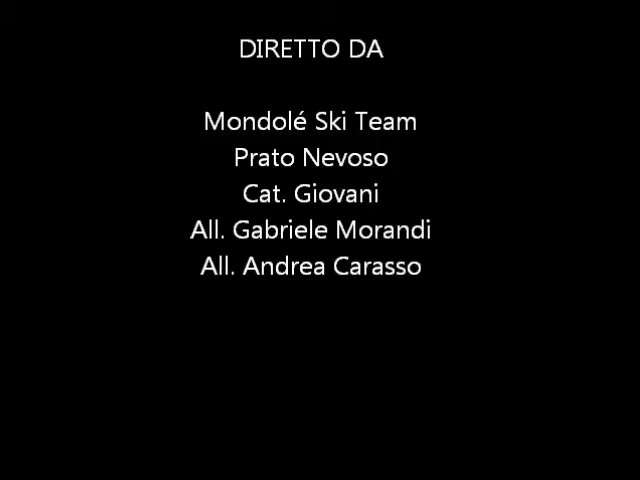 DIRETTO DA
Mondolé Ski Team
Prato Nevoso
Cat. Giovani
All. Gabriele Morandi
All. Andrea Carasso